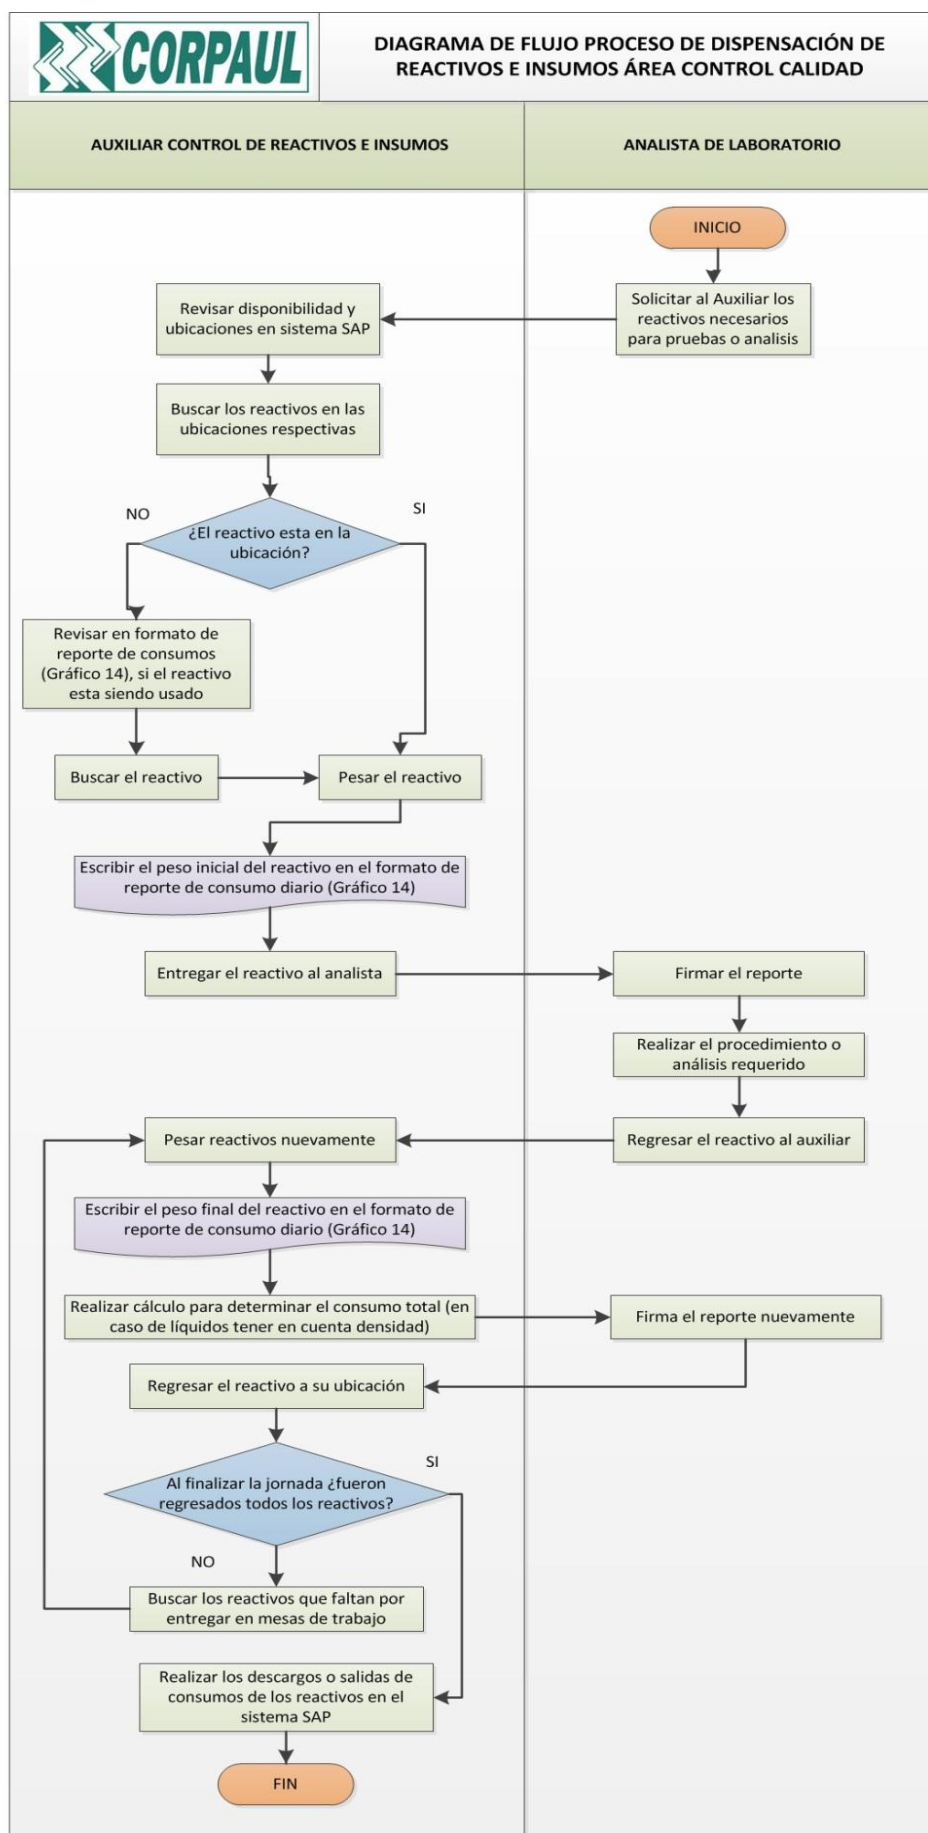 CORPAUL
DIAGRAMA DE FLUJO PROCESO DE DISPENSACIÓN DE
REACTIVOS E INSUMOS ÁREA CONTROL CALIDAD
AUXILIAR CONTROL DE REACTIVOS E INSUMOS
ANALISTA DE LABORATORIO
INICIO
Solicitar al Auxiliar los
reactivos necesarios
para pruebas o analisis
Revisar disponibilidad y
ubicaciones en sistema SAP
Buscar los reactivos en las
ubicaciones respectivas
¿El reactivo esta en la
ubicación?
NO
SI
Revisar en formato de
reporte de consumos
(Gráfico 14), si el reactivo
esta siendo usado
Buscar el reactivo
Pesar el reactivo
Escribir el peso inicial del reactivo en el formato de
reporte de consumo diario (Gráfico 14)
Entregar el reactivo al analista
Firmar el reporte
Realizar el procedimiento o
análisis requerido
Regresar el reactivo al auxiliar
Pesar reactivos nuevamente
Escribir el peso final del reactivo en el formato de
reporte de consumo diario (Gráfico 14)
Realizar cálculo para determinar el consumo total (en
caso de líquidos tener en cuenta densidad)
Firma el reporte nuevamente
Regresar el reactivo a su ubicación
Al finalizar la jornada ¿fueron
regresados todos los reactivos?
SI
NO
Buscar los reactivos que faltan por
entregar en mesas de trabajo
Realizar los descargos o salidas de
consumos de los reactivos en el
sistema SAP
FIN